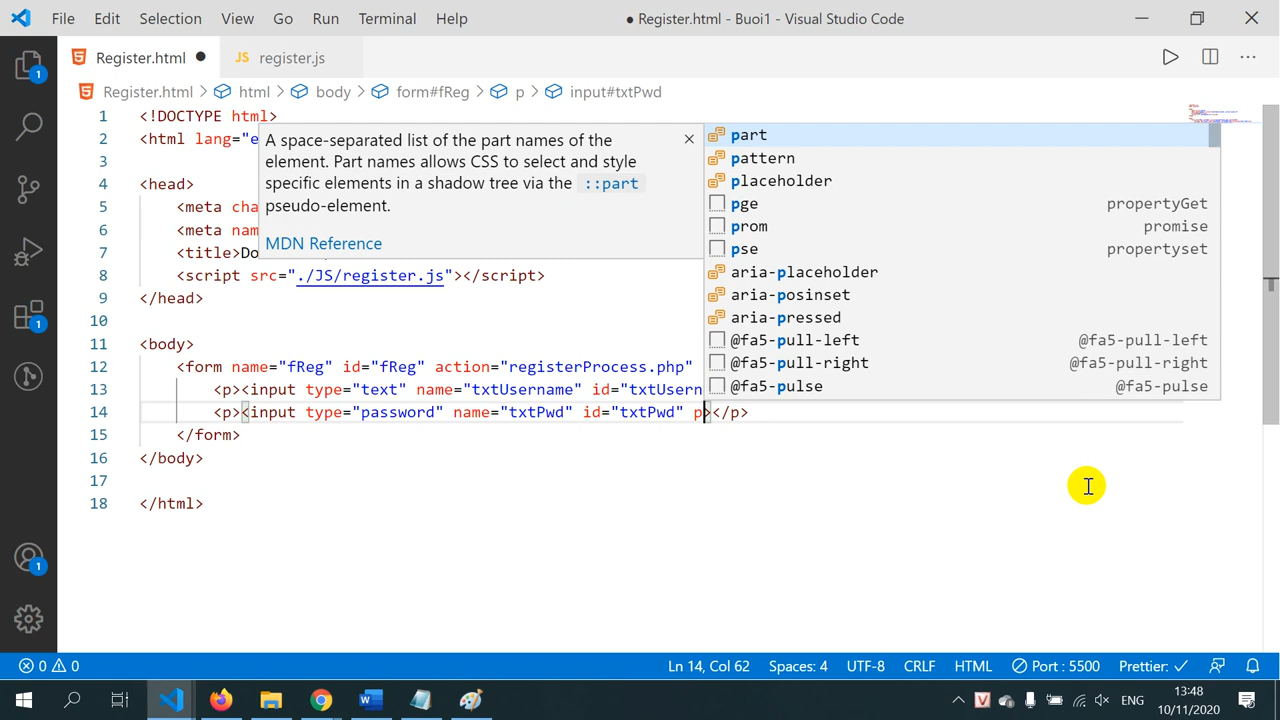 File Edit Selection View Go Run Terminal Help ● Register.html - Buoi1 - Visual Studio Code
Register.html ● JS register.js
Register.html > html > body > form#fReg > p > input#txtPwd
1 <!DOCTYPE html>
2 <html lang="e
3
4 <head>
5 <meta cha
6 <meta nam
7 <title>Do
8 <script src="./JS/register.js"></script>
9 </head>
10
11 <body>
12 <form name="fReg" id="fReg" action="registerProcess.php"
13 <p><input type="text" name="txtUsername" id="txtUsern
14 <p><input type="password" name="txtPwd" id="txtPwd" p></p>
15 </form>
16 </body>
17
18 </html>
A space-separated list of the part names of the
element. Part names allows CSS to select and style
specific elements in a shadow tree via the ::part
pseudo-element.
MDN Reference
part
pattern
placeholder
pge propertyGet
prom promise
pse propertyset
aria-placeholder
aria-posinset
aria-pressed
@fa5-pull-left @fa5-pull-left
@fa5-pull-right @fa5-pull-right
@fa5-pulse @fa5-pulse
1
1
1
0 0 Ln 14, Col 62 Spaces: 4 UTF-8 CRLF HTML Port : 5500 Prettier: ✓
V ENG 13:48
10/11/2020